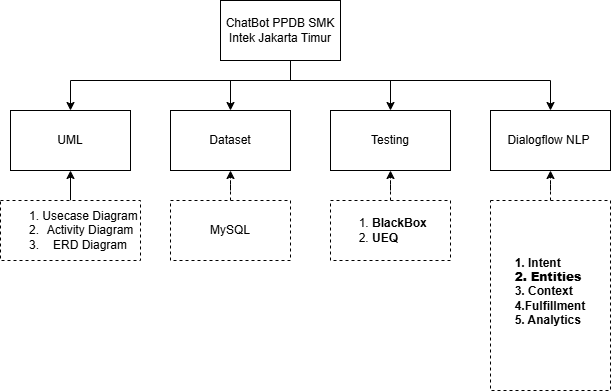 ChatBot PPDB SMK
Intek Jakarta Timur
UML
Dataset
Testing
Dialogflow NLP
1. Usecase Diagram
2. Activity Diagram
3. ERD Diagram
MySQL
1. BlackBox
2. UEQ
1. Intent
2. Entities
3. Context
4.Fulfillment
5. Analytics